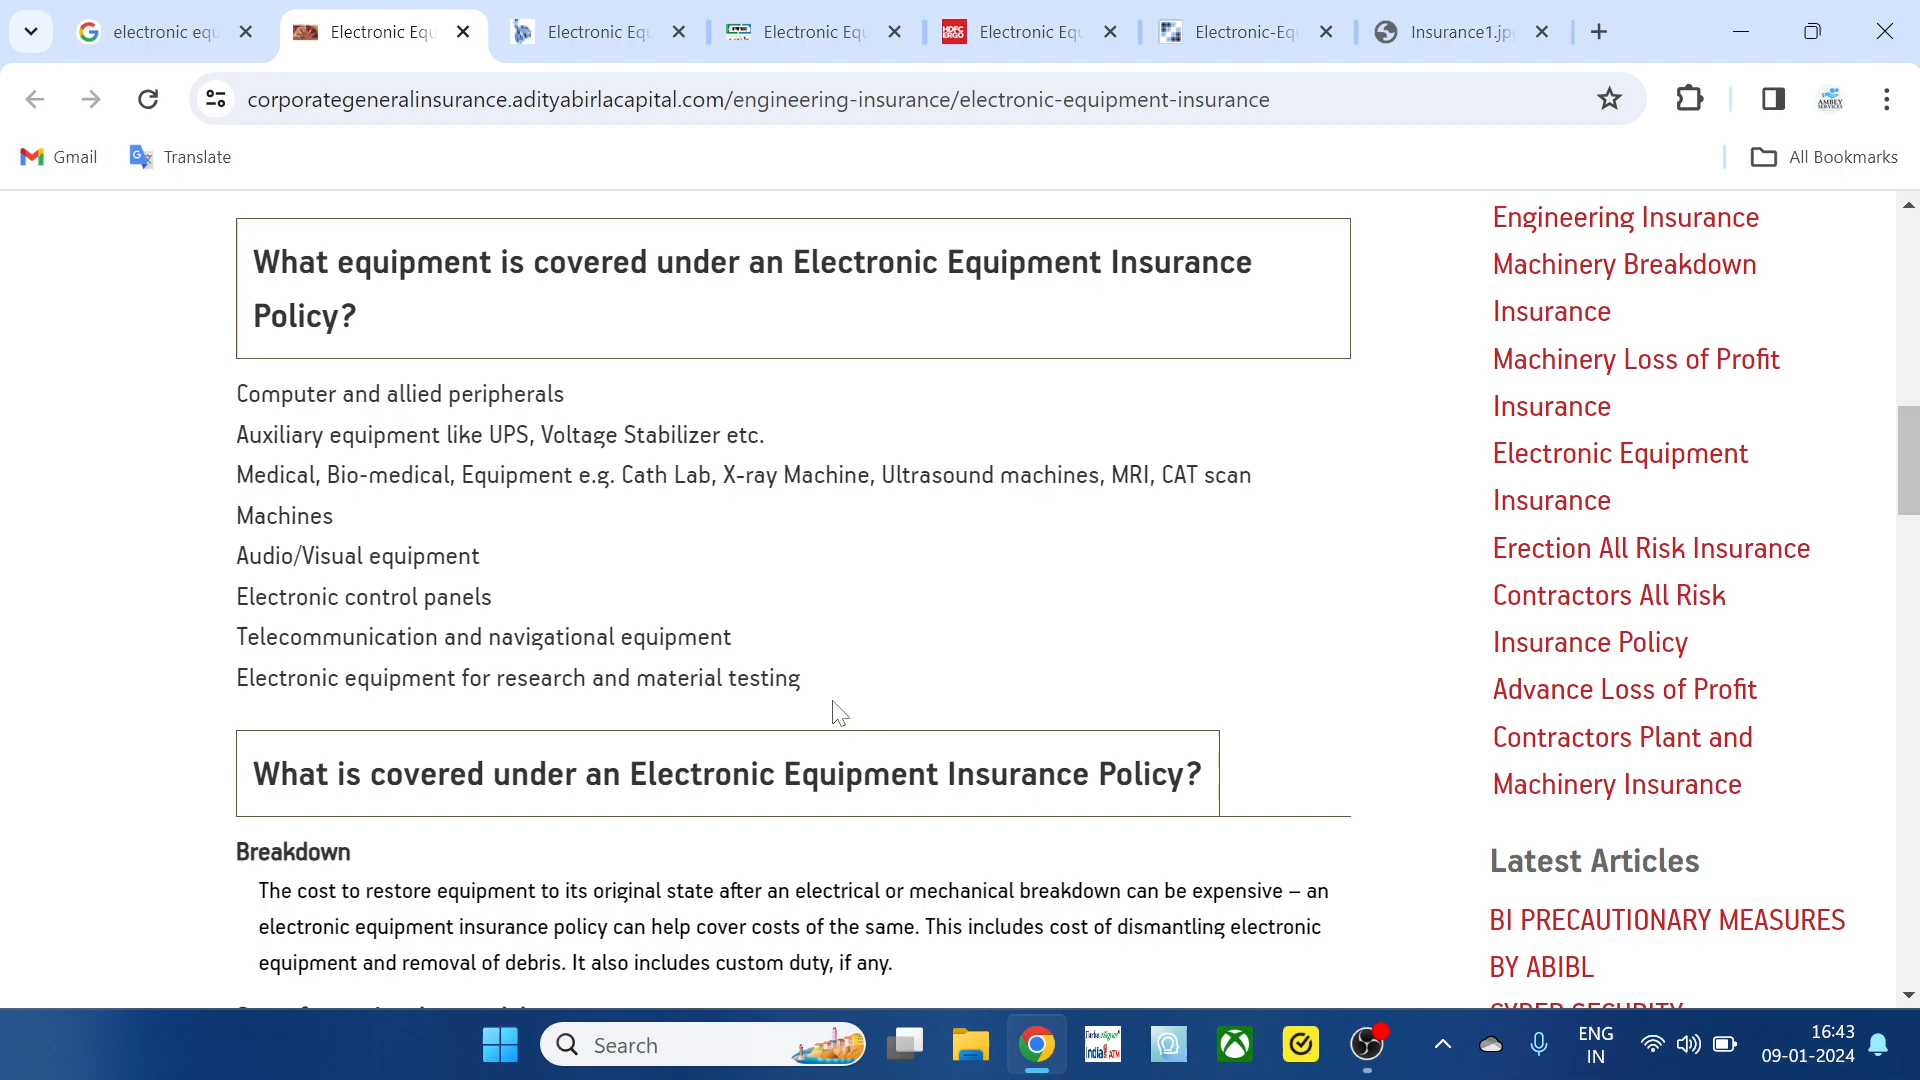 electronic equ
Electronic Equ
Electronic Equ
Electronic Equ
HDFC
ERGO
Electronic Equ
Electronic-Equ
Insurance1.jp
corporategeneralinsurance.adityabirlacapital.com/engineering-insurance/electronic-equipment-insurance
AMBEY
SERVICES
Gmail
Translate
All Bookmarks
What equipment is covered under an Electronic Equipment Insurance
Policy?
Computer and allied peripherals
Auxiliary equipment like UPS, Voltage Stabilizer etc.
Medical, Bio-medical, Equipment e.g. Cath Lab, X-ray Machine, Ultrasound machines, MRI, CAT scan
Machines
Audio/Visual equipment
Electronic control panels
Telecommunication and navigational equipment
Electronic equipment for research and material testing
What is covered under an Electronic Equipment Insurance Policy?
Breakdown
The cost to restore equipment to its original state after an electrical or mechanical breakdown can be expensive – an
electronic equipment insurance policy can help cover costs of the same. This includes cost of dismantling electronic
equipment and removal of debris. It also includes custom duty, if any.
Engineering Insurance
Machinery Breakdown
Insurance
Machinery Loss of Profit
Insurance
Electronic Equipment
Insurance
Erection All Risk Insurance
Contractors All Risk
Insurance Policy
Advance Loss of Profit
Contractors Plant and
Machinery Insurance
Latest Articles
BI PRECAUTIONARY MEASURES
BY ABIBL
CYBER SECURITY
Search
ENG
IN
16:43
09-01-2024